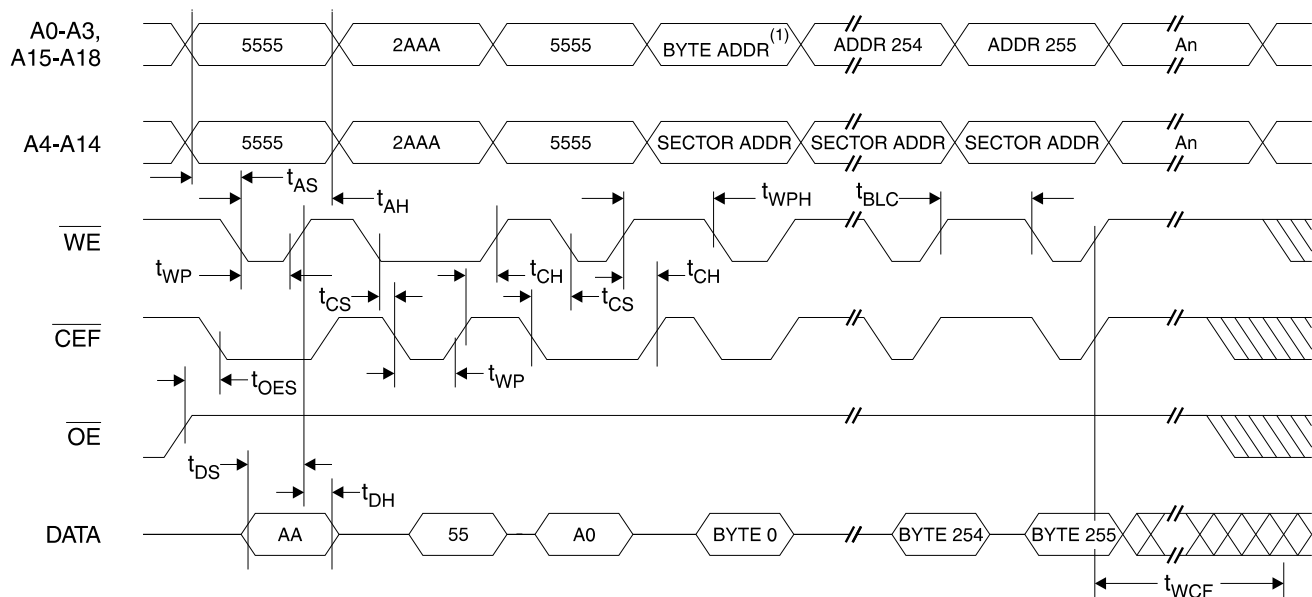 A0-A3,
A15-A18
5555 2AAA 5555 BYTE ADDR(1) ADDR 254 ADDR 255 An
A4-A14
5555 2AAA 5555 SECTOR ADDR SECTOR ADDR SECTOR ADDR An
tAS tAH tWPH tBLC
WE
tWP tCS tCH tCS tCH
CEF
tOES tWP
OE
tDS tDH
DATA
AA 55 A0 BYTE 0 BYTE 254 BYTE 255
tWCF